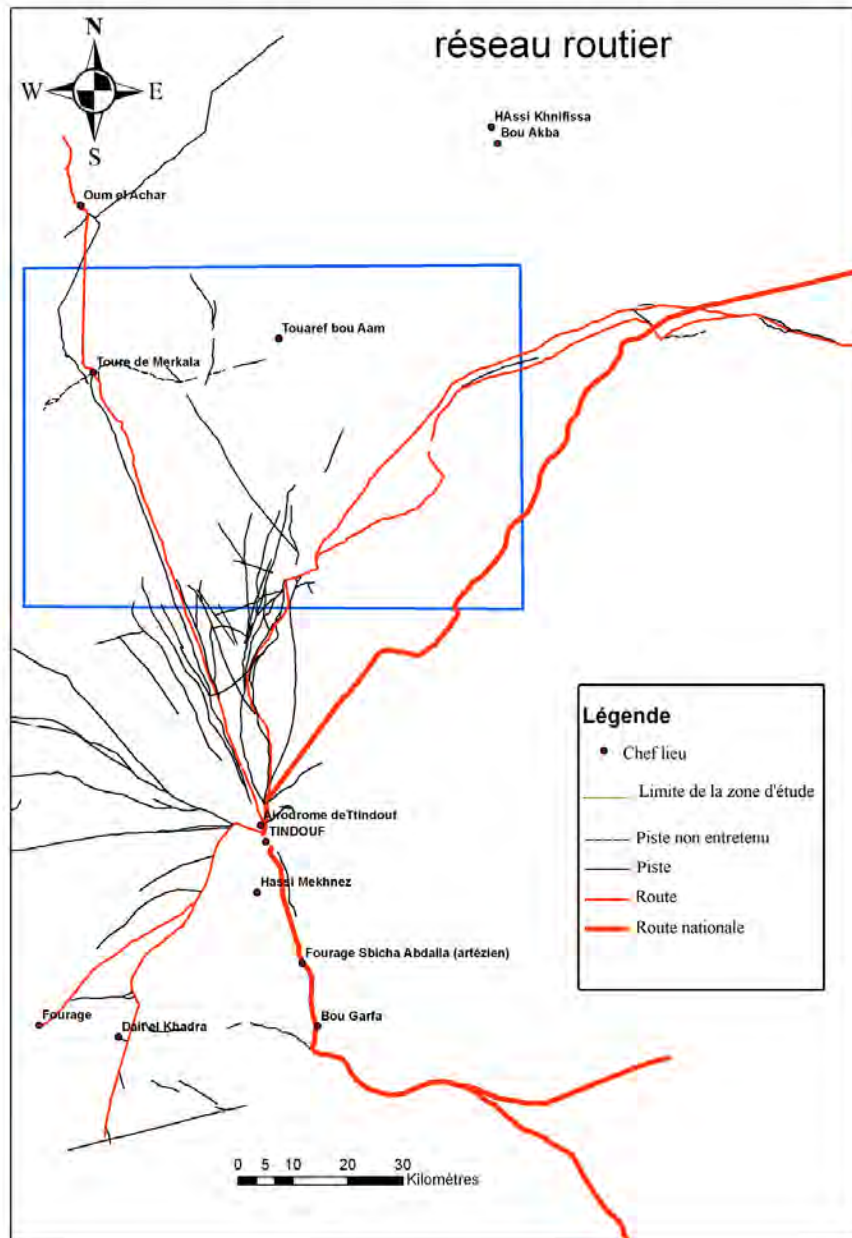 réseau routier
N
W
E
S
HAssi Khnifissa
Bou Akba
Oum el Achar
Touaref bou Aam
Toure de Merkala
Légende
Chef lieu
Limite de la zone d'étude
Piste non entretenu
Piste
Route
Route nationale
Aérodrome deTtindouf
TINDOUF
Hassi Mekhnez
Fourage Sbicha Abdalla (artézien)
Fourage
Dait el Khadra
Bou Garfa
0 5 10 20 30
Kilométres